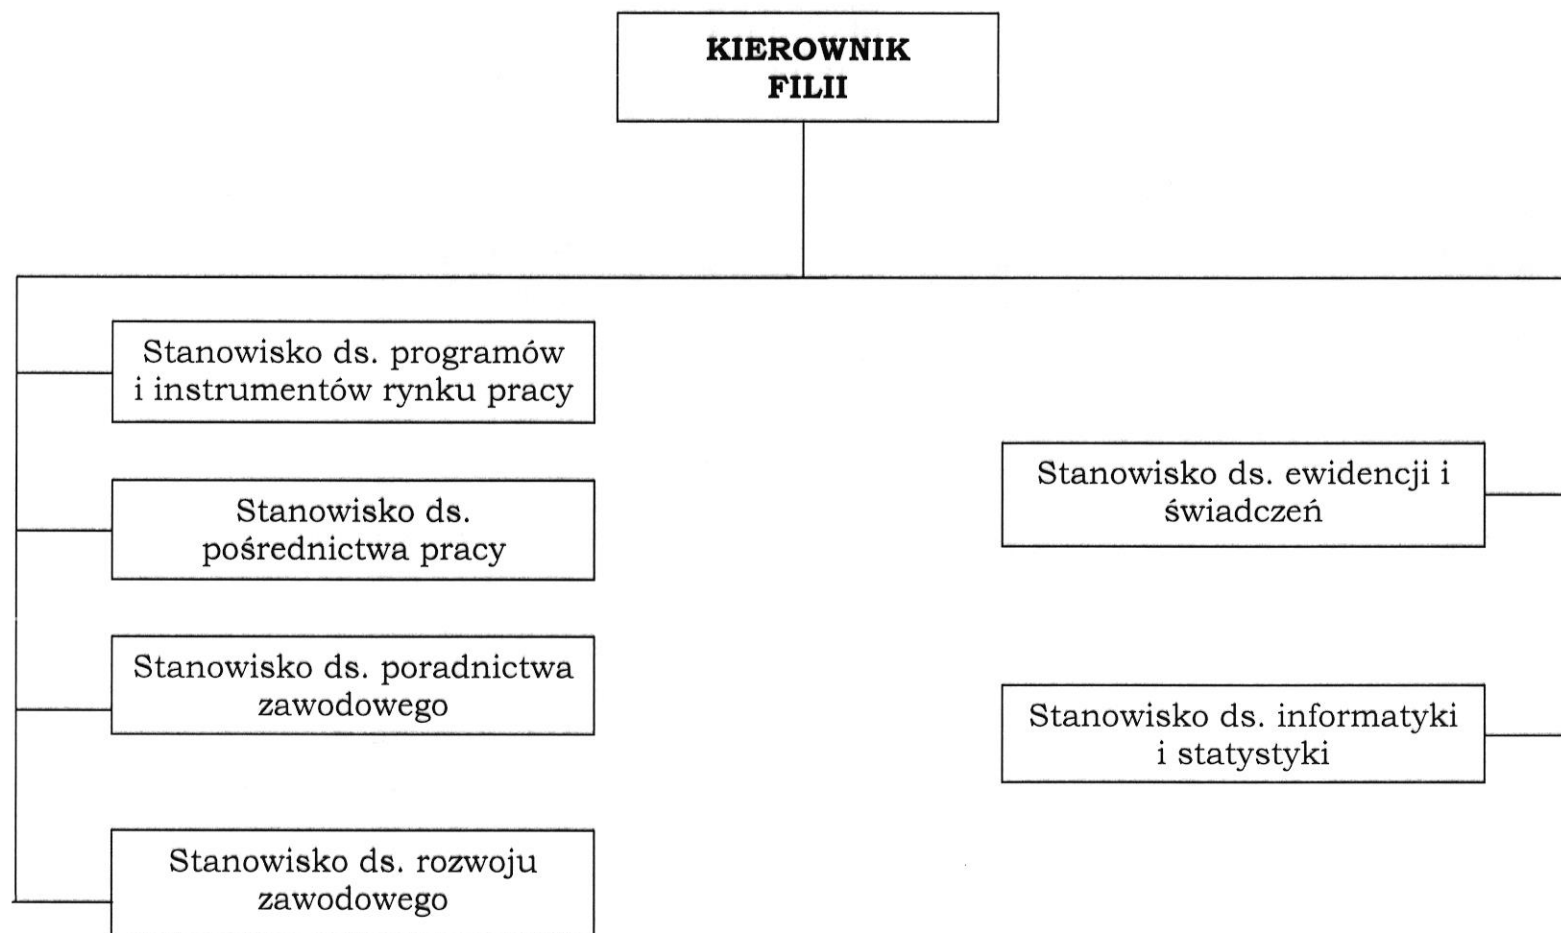 KIEROWNIK
FILII
Stanowisko ds. programów
i instrumentów rynku pracy
Stanowisko ds.
pośrednictwa pracy
Stanowisko ds. poradnictwa
zawodowego
Stanowisko ds. rozwoju
zawodowego
Stanowisko ds. ewidencji i
świadczeń
Stanowisko ds. informatyki
i statystyki